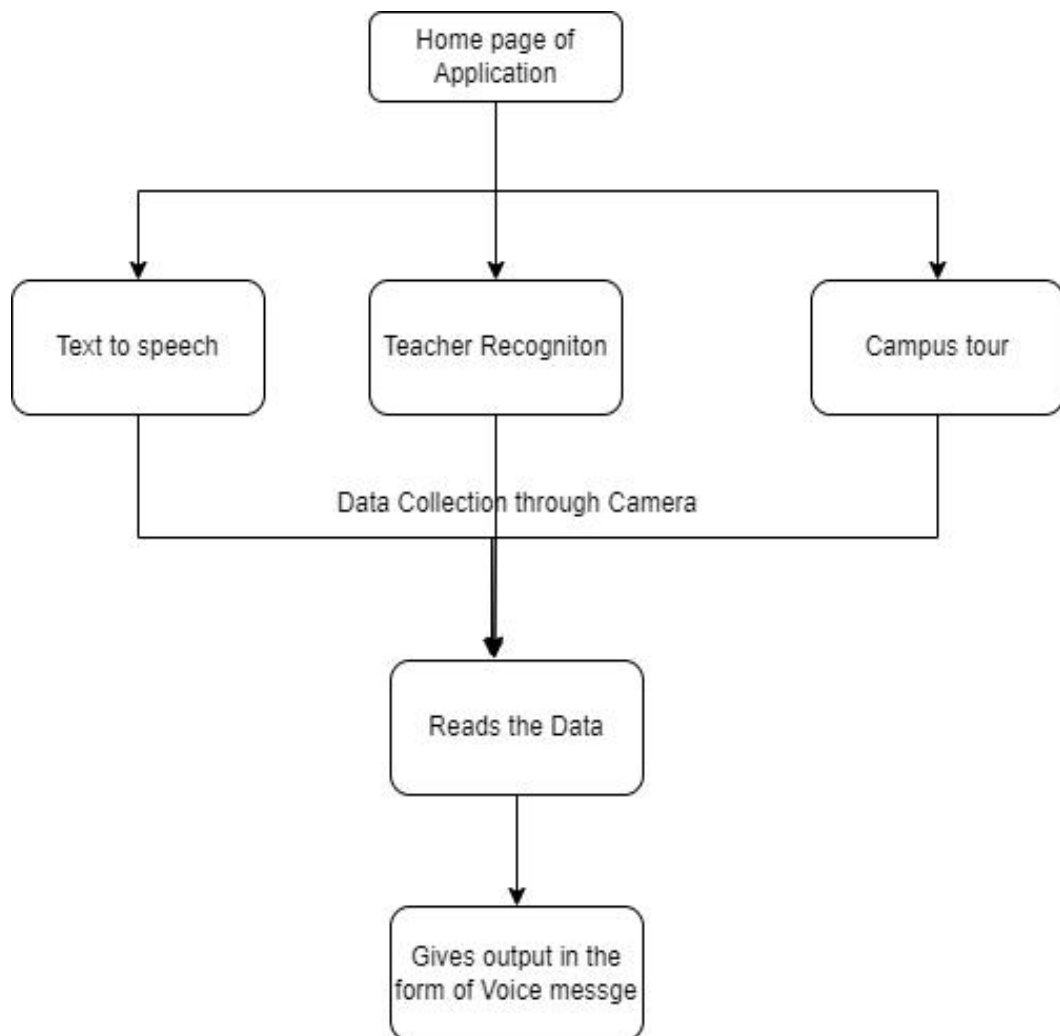 Home page of
Application
Text to speech
Teacher Recogniton
Campus tour
Data Collection through Camera
Reads the Data
Gives output in the
form of Voice messge